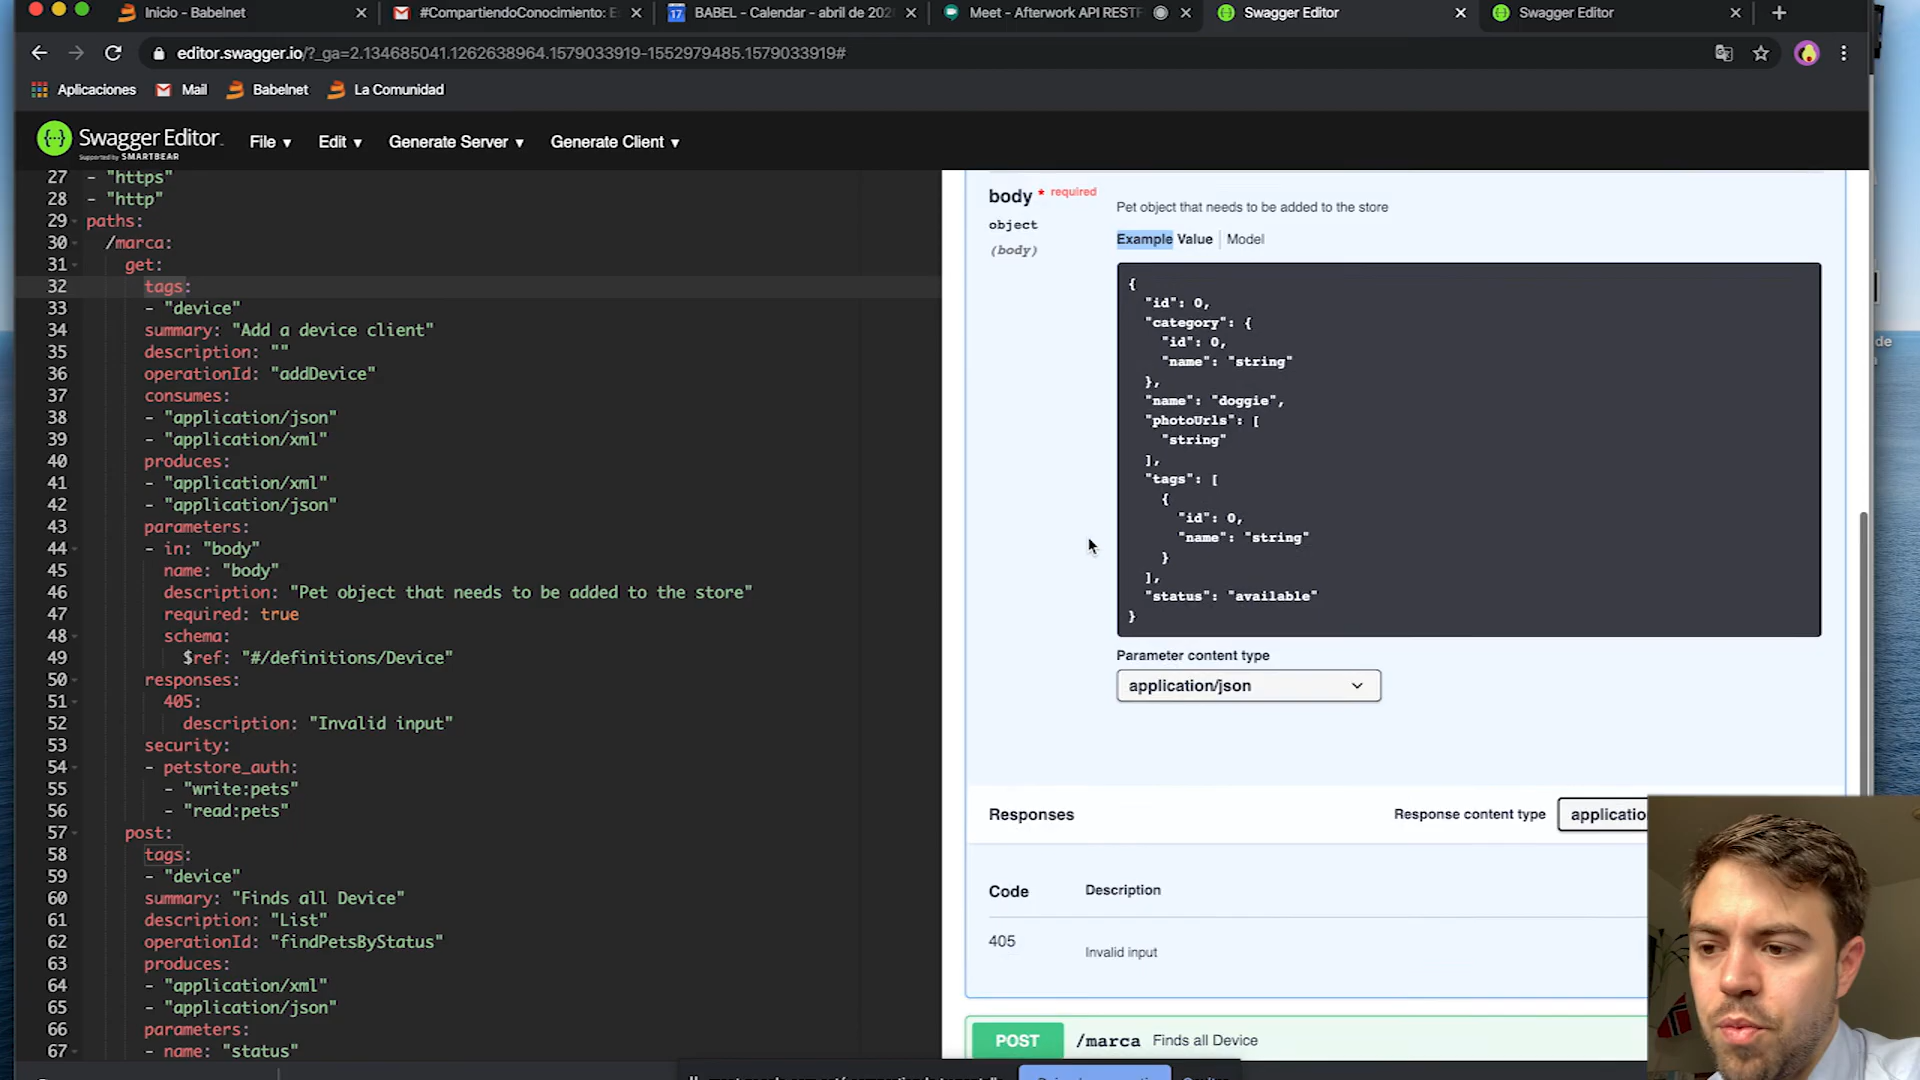 Inicio - Babelnet
#CompartiendoConocimiento: E
BABEL - Calendar - abril de 202
Meet - Afterwork API RESTF
Swagger Editor
Swagger Editor
editor.swagger.io/?_ga=2.134685041.1262638964.1579033919-1552979485.1579033919#
Aplicaciones
Mail
Babelnet
La Comunidad
Swagger Editor
Supported by SMARTBEAR
File
Edit
Generate Server
Generate Client
27 - "https"
28 - "http"
29 paths:
30 /marca:
31 get:
32 tags:
33 - "device"
34 summary: "Add a device client"
35 description: ""
36 operationId: "addDevice"
37 consumes:
38 - "application/json"
39 - "application/xml"
40 produces:
41 - "application/xml"
42 - "application/json"
43 parameters:
44 - in: "body"
45 name: "body"
46 description: "Pet object that needs to be added to the store"
47 required: true
48 schema:
49 $ref: "#/definitions/Device"
50 responses:
51 405:
52 description: "Invalid input"
53 security:
54 - petstore_auth:
55 - "write:pets"
56 - "read:pets"
57 post:
58 tags:
59 - "device"
60 summary: "Finds all Device"
61 description: "List"
62 operationId: "findPetsByStatus"
63 produces:
64 - "application/xml"
65 - "application/json"
66 parameters:
67 - name: "status"
body * required
object
(body)
Pet object that needs to be added to the store
Example Value | Model
{
"id": 0,
"category": {
"id": 0,
"name": "string"
},
"name": "doggie",
"photoUrls": [
"string"
],
"tags": [
{
"id": 0,
"name": "string"
}
],
"status": "available"
}
Parameter content type
application/json
Responses
Response content type
applicatio
Code
Description
405
Invalid input
POST
/marca
Finds all Device